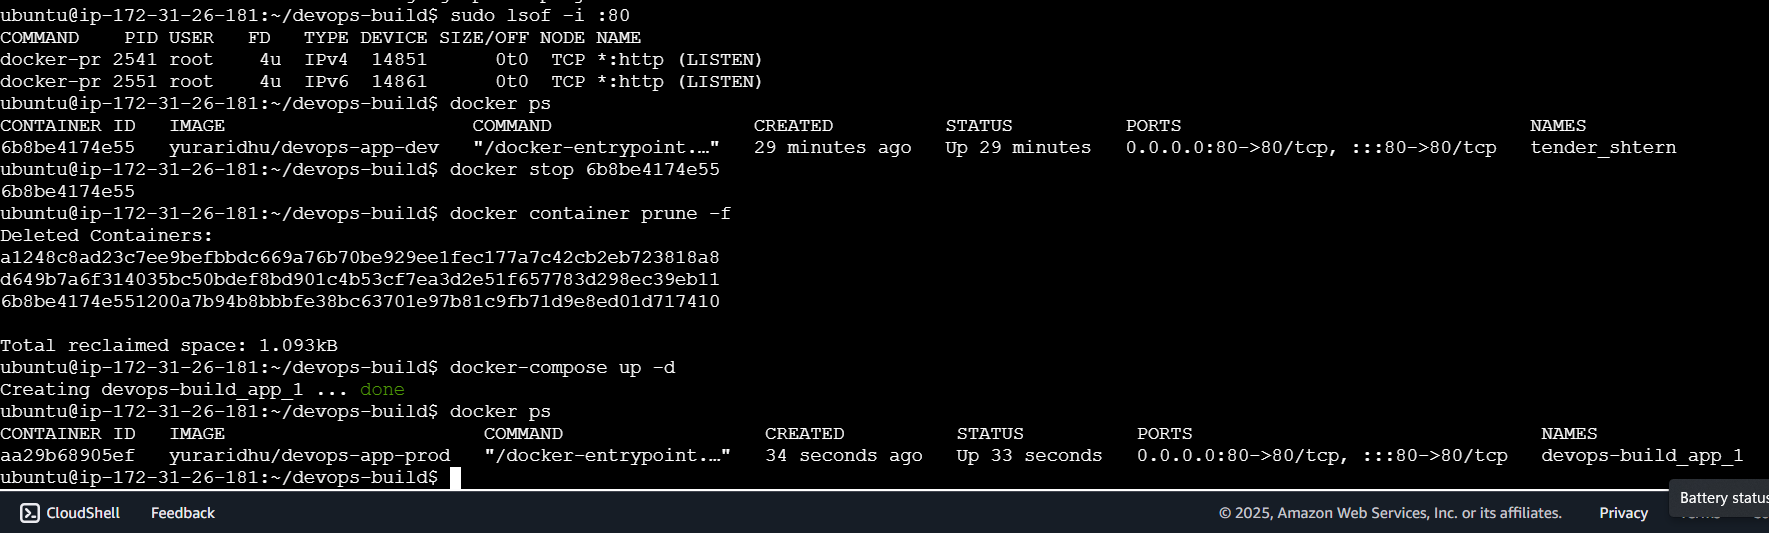 ubuntu@ip-172-31-26-181:~/devops-build$ sudo lsof -i :80
COMMAND    PID USER   FD   TYPE DEVICE SIZE/OFF NODE NAME
docker-pr 2541 root    4u  IPv4  14851      0t0  TCP *:http (LISTEN)
docker-pr 2551 root    4u  IPv6  14861      0t0  TCP *:http (LISTEN)
ubuntu@ip-172-31-26-181:~/devops-build$ docker ps
CONTAINER ID   IMAGE                      COMMAND                  CREATED          STATUS          PORTS                               NAMES
6b8be4174e55   yuraridhu/devops-app-dev   "/docker-entrypoint.…"   29 minutes ago   Up 29 minutes   0.0.0.0:80->80/tcp, :::80->80/tcp   tender_shtern
ubuntu@ip-172-31-26-181:~/devops-build$ docker stop 6b8be4174e55
6b8be4174e55
ubuntu@ip-172-31-26-181:~/devops-build$ docker container prune -f
Deleted Containers:
a1248c8ad23c7ee9befbbdc669a76b70be929ee1fec177a7c42cb2eb723818a8
d649b7a6f314035bc50bdef8bd901c4b53cf7ea3d2e51f657783d298ec39eb11
6b8be4174e551200a7b94b8bbbfe38bc63701e97b81c9fb71d9e8ed01d717410
Total reclaimed space: 1.093kB
ubuntu@ip-172-31-26-181:~/devops-build$ docker-compose up -d
Creating devops-build_app_1 ... done
ubuntu@ip-172-31-26-181:~/devops-build$ docker ps
CONTAINER ID   IMAGE                       COMMAND                  CREATED          STATUS          PORTS                               NAMES
aa29b68905ef   yuraridhu/devops-app-prod   "/docker-entrypoint.…"   34 seconds ago   Up 33 seconds   0.0.0.0:80->80/tcp, :::80->80/tcp   devops-build_app_1
ubuntu@ip-172-31-26-181:~/devops-build$
Battery status
CloudShell Feedback © 2025, Amazon Web Services, Inc. or its affiliates. Privacy